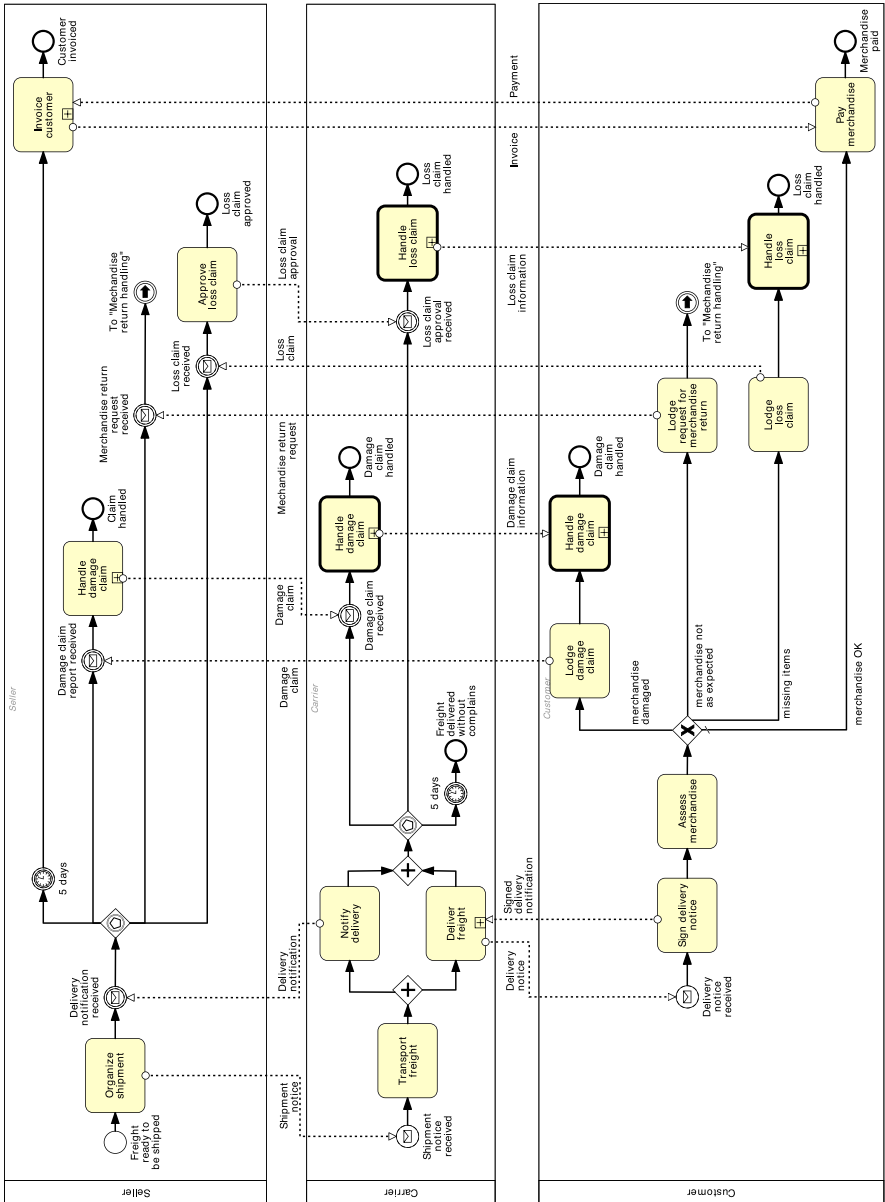 Customer
invoiced
Invoice
customer
5 days
Loss
claim
approved
To "Mechandise
return handling"
Approve
loss claim
Loss claim
received
Merchandise return
request
received
Claim
handled
Handle
damage
claim
Damage claim
report received
Seller
Delivery
notification
received
Organize
shipment
Freight
ready to
be shipped
Seller
Payment
Invoice
Loss claim
approval
Loss
claim
Mechandise return
request
Damage
claim
Damage
claim
Delivery
notification
Shipment
notice
Loss
claim
handled
Handle
loss claim
Loss claim
approval
received
Damage
claim
handled
Handle
damage
claim
Damage claim
received
Carrier
Freight
delivered
without
complains
5 days
Notify
delivery
Deliver
freight
Transport
freight
Shipment
notice
received
Carrier
Loss claim
information
Damage claim
information
Signed
delivery
notification
Delivery
notice
Merchandise
paid
Pay
merchandise
Loss
claim
handled
Handle
loss
claim
To "Mechandise
return handling"
Lodge
request for
merchandise
return
Lodge
loss
claim
Damage
claim
handled
Handle
damage
claim
Lodge
damage
claim
Customer
merchandise
damaged
merchandise not
as expected
missing items
merchandise OK
X
Assess
merchandise
Sign delivery
notice
Delivery
notice
received
Customer